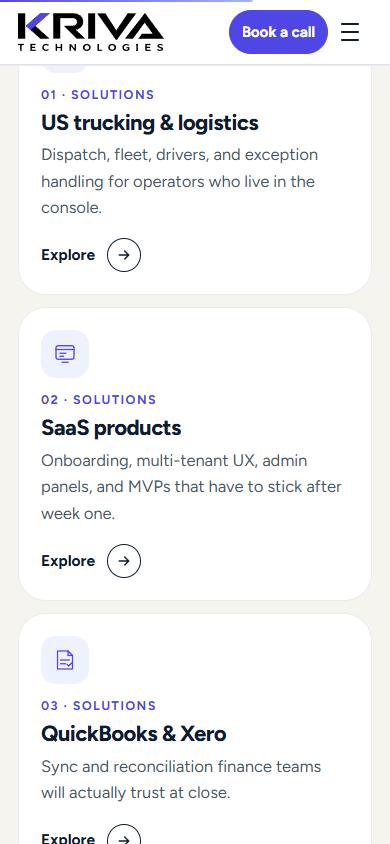 KRIVA
TECHNOLOGIES
Book a call
01 · SOLUTIONS
US trucking & logistics
Dispatch, fleet, drivers, and exception
handling for operators who live in the
console.
Explore
02 · SOLUTIONS
SaaS products
Onboarding, multi-tenant UX, admin
panels, and MVPs that have to stick after
week one.
Explore
03 · SOLUTIONS
QuickBooks & Xero
Sync and reconciliation finance teams
will actually trust at close.
Explore